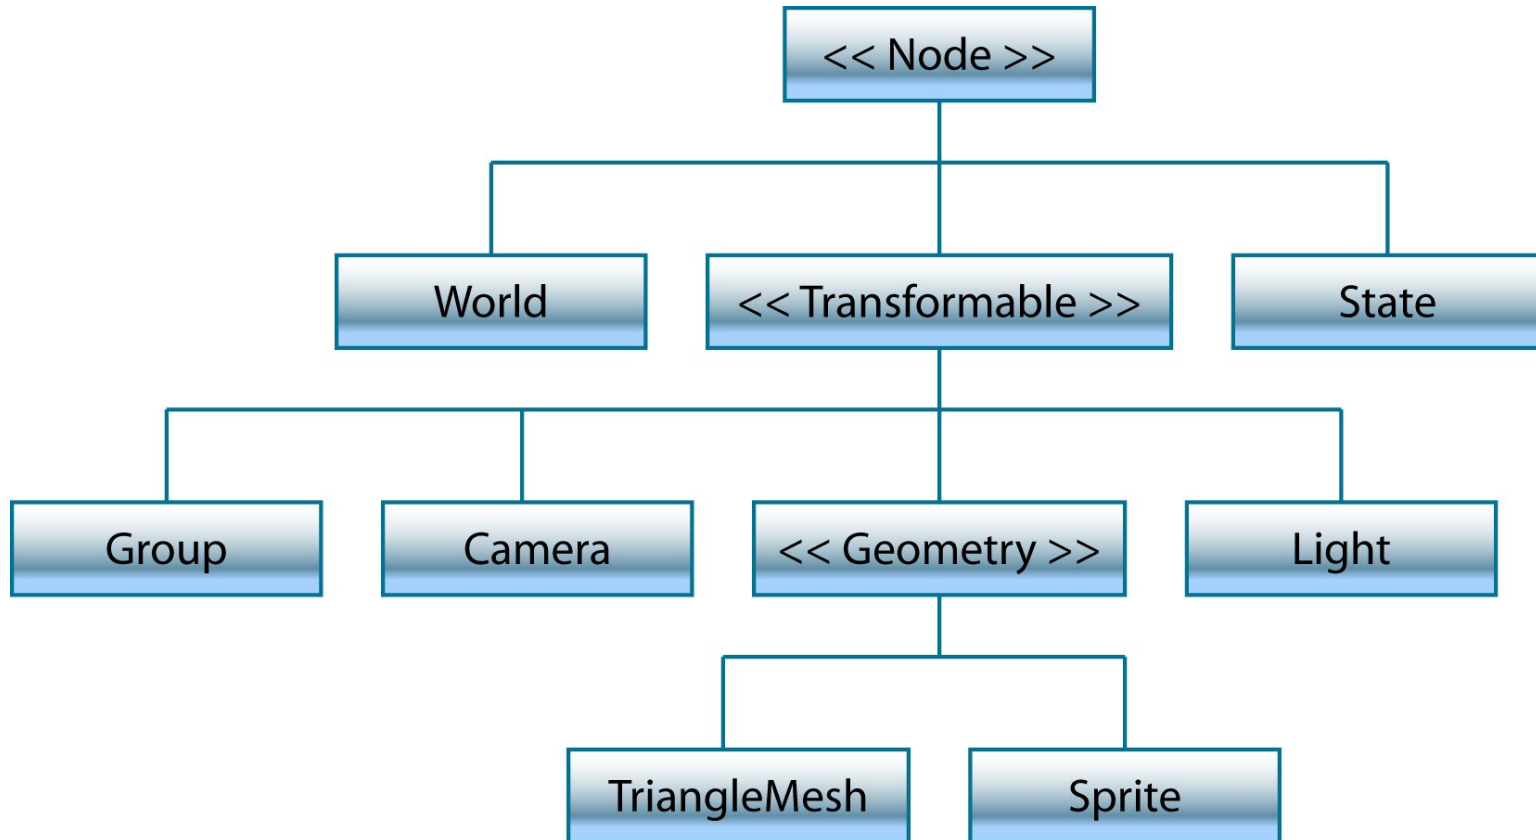 << Node >>
World
<< Transformable >>
State
Group
Camera
<< Geometry >>
Light
TriangleMesh
Sprite